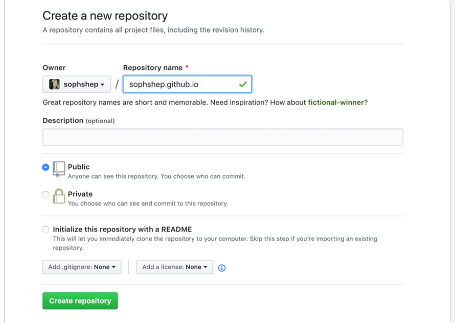 Create a new repository
A repository contains all project files, including the revision history.
Owner
Repository name *
sophshep
/
sophshep.github.io
Great repository names are short and memorable. Need inspiration? How about fictional-winner?
Description (optional)
Public
Anyone can see this repository. You choose who can commit.
Private
You choose who can see and commit to this repository.
Initialize this repository with a README
This will let you immediately clone the repository to your computer. Skip this step if you're importing an existing
repository.
Add .gitignore: None
Add a license: None
Create repository